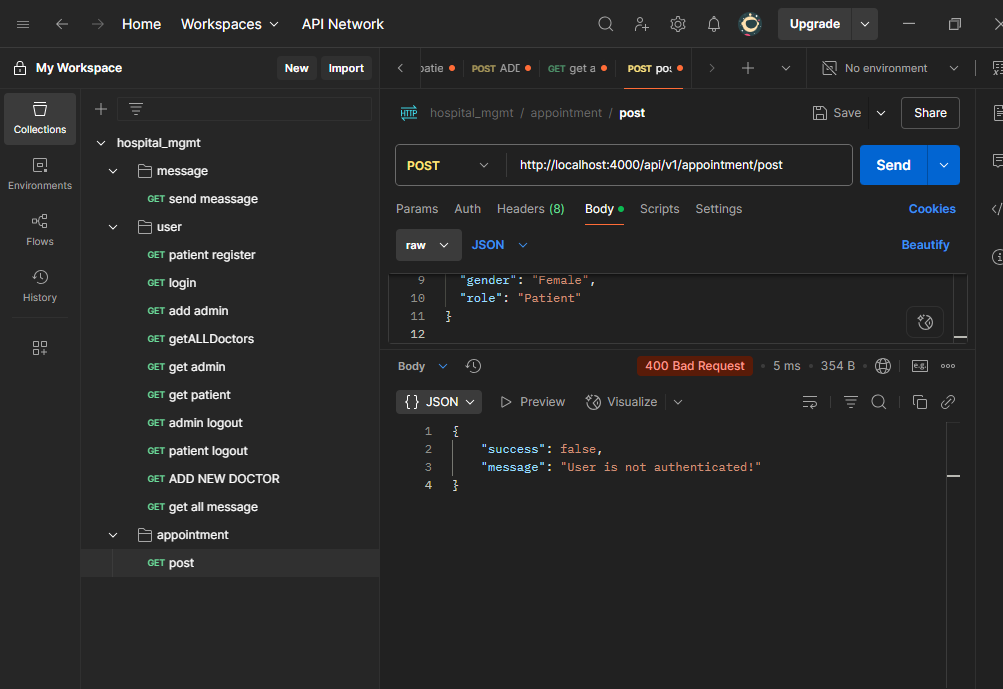 Home Workspaces API Network Upgrade
My Workspace New Import
POST ADD GET get a POST pos No environment
Collections
Environments
Flows
History
hospital_mgmt
message
GET send meassage
user
GET patient register
GET login
GET add admin
GET getALLDoctors
GET get admin
GET get patient
GET admin logout
GET patient logout
GET ADD NEW DOCTOR
GET get all message
appointment
GET post
HTTP hospital_mgmt / appointment / post Save Share
POST http://localhost:4000/api/v1/appointment/post Send
Params Auth Headers (8) Body Scripts Settings Cookies
raw JSON Beautify
9 "gender": "Female",
10 "role": "Patient"
11 }
12
Body 400 Bad Request 5 ms 354 B e.g.
{} JSON Preview Visualize
1 {
2 "success": false,
3 "message": "User is not authenticated!"
4 }